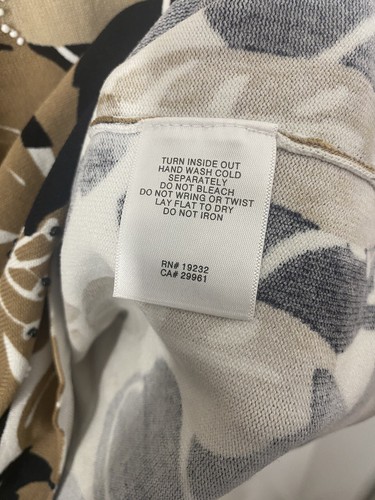 TURN INSIDE OUT
HAND WASH COLD
SEPARATELY
DO NOT BLEACH
DO NOT WRING OR TWIST
LAY FLAT TO DRY
DO NOT IRON
RN# 19232
CA# 29961